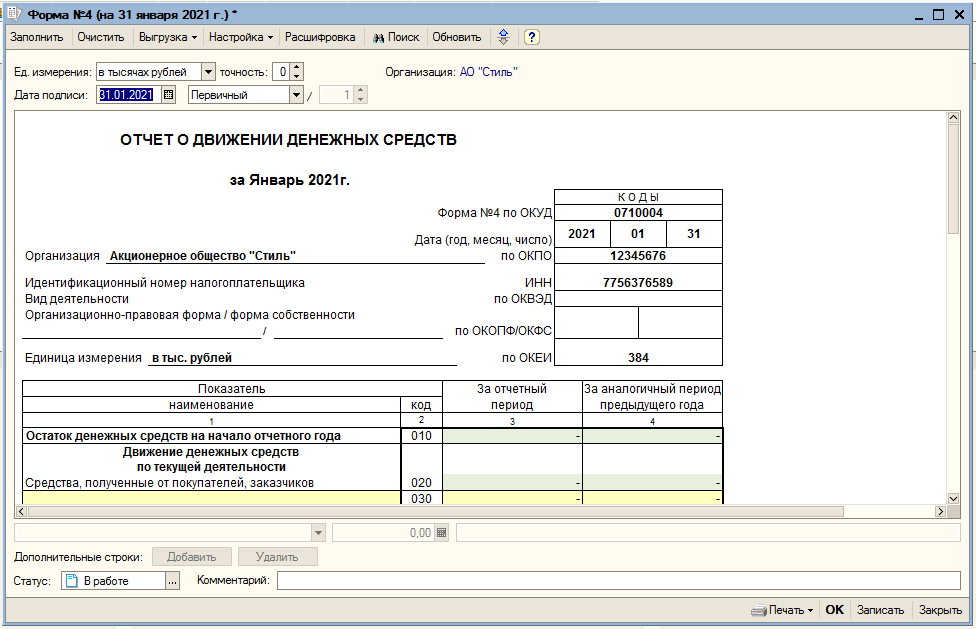 Форма №4 (на 31 января 2021 г.) *
Заполнить Очистить Выгрузка Настройка Расшифровка Поиск Обновить ?
Ед. измерения: в тысячах рублей точность: 0 Организация: АО "Стиль"
Дата подписи: 31.01.2021 Первичный / 1
ОТЧЕТ О ДВИЖЕНИИ ДЕНЕЖНЫХ СРЕДСТВ
за Январь 2021г.
К О Д Ы
Форма №4 по ОКУД 0710004
Дата (год, месяц, число) 2021 01 31
Организация Акционерное общество "Стиль" по ОКПО 12345676
Идентификационный номер налогоплательщика ИНН 7756376589
Вид деятельности по ОКВЭД
Организационно-правовая форма / форма собственности
/ по ОКОПФ/ОКФС
Единица измерения в тыс. рублей по ОКЕИ 384
Показатель За отчетный За аналогичный период
наименование код период предыдущего года
1 2 3 4
Остаток денежных средств на начало отчетного года 010 - -
Движение денежных средств
по текущей деятельности
Средства, полученные от покупателей, заказчиков 020 - -
030 - -
0,00
Дополнительные строки: Добавить Удалить
Статус: В работе ... Комментарий:
Печать OK Записать Закрыть